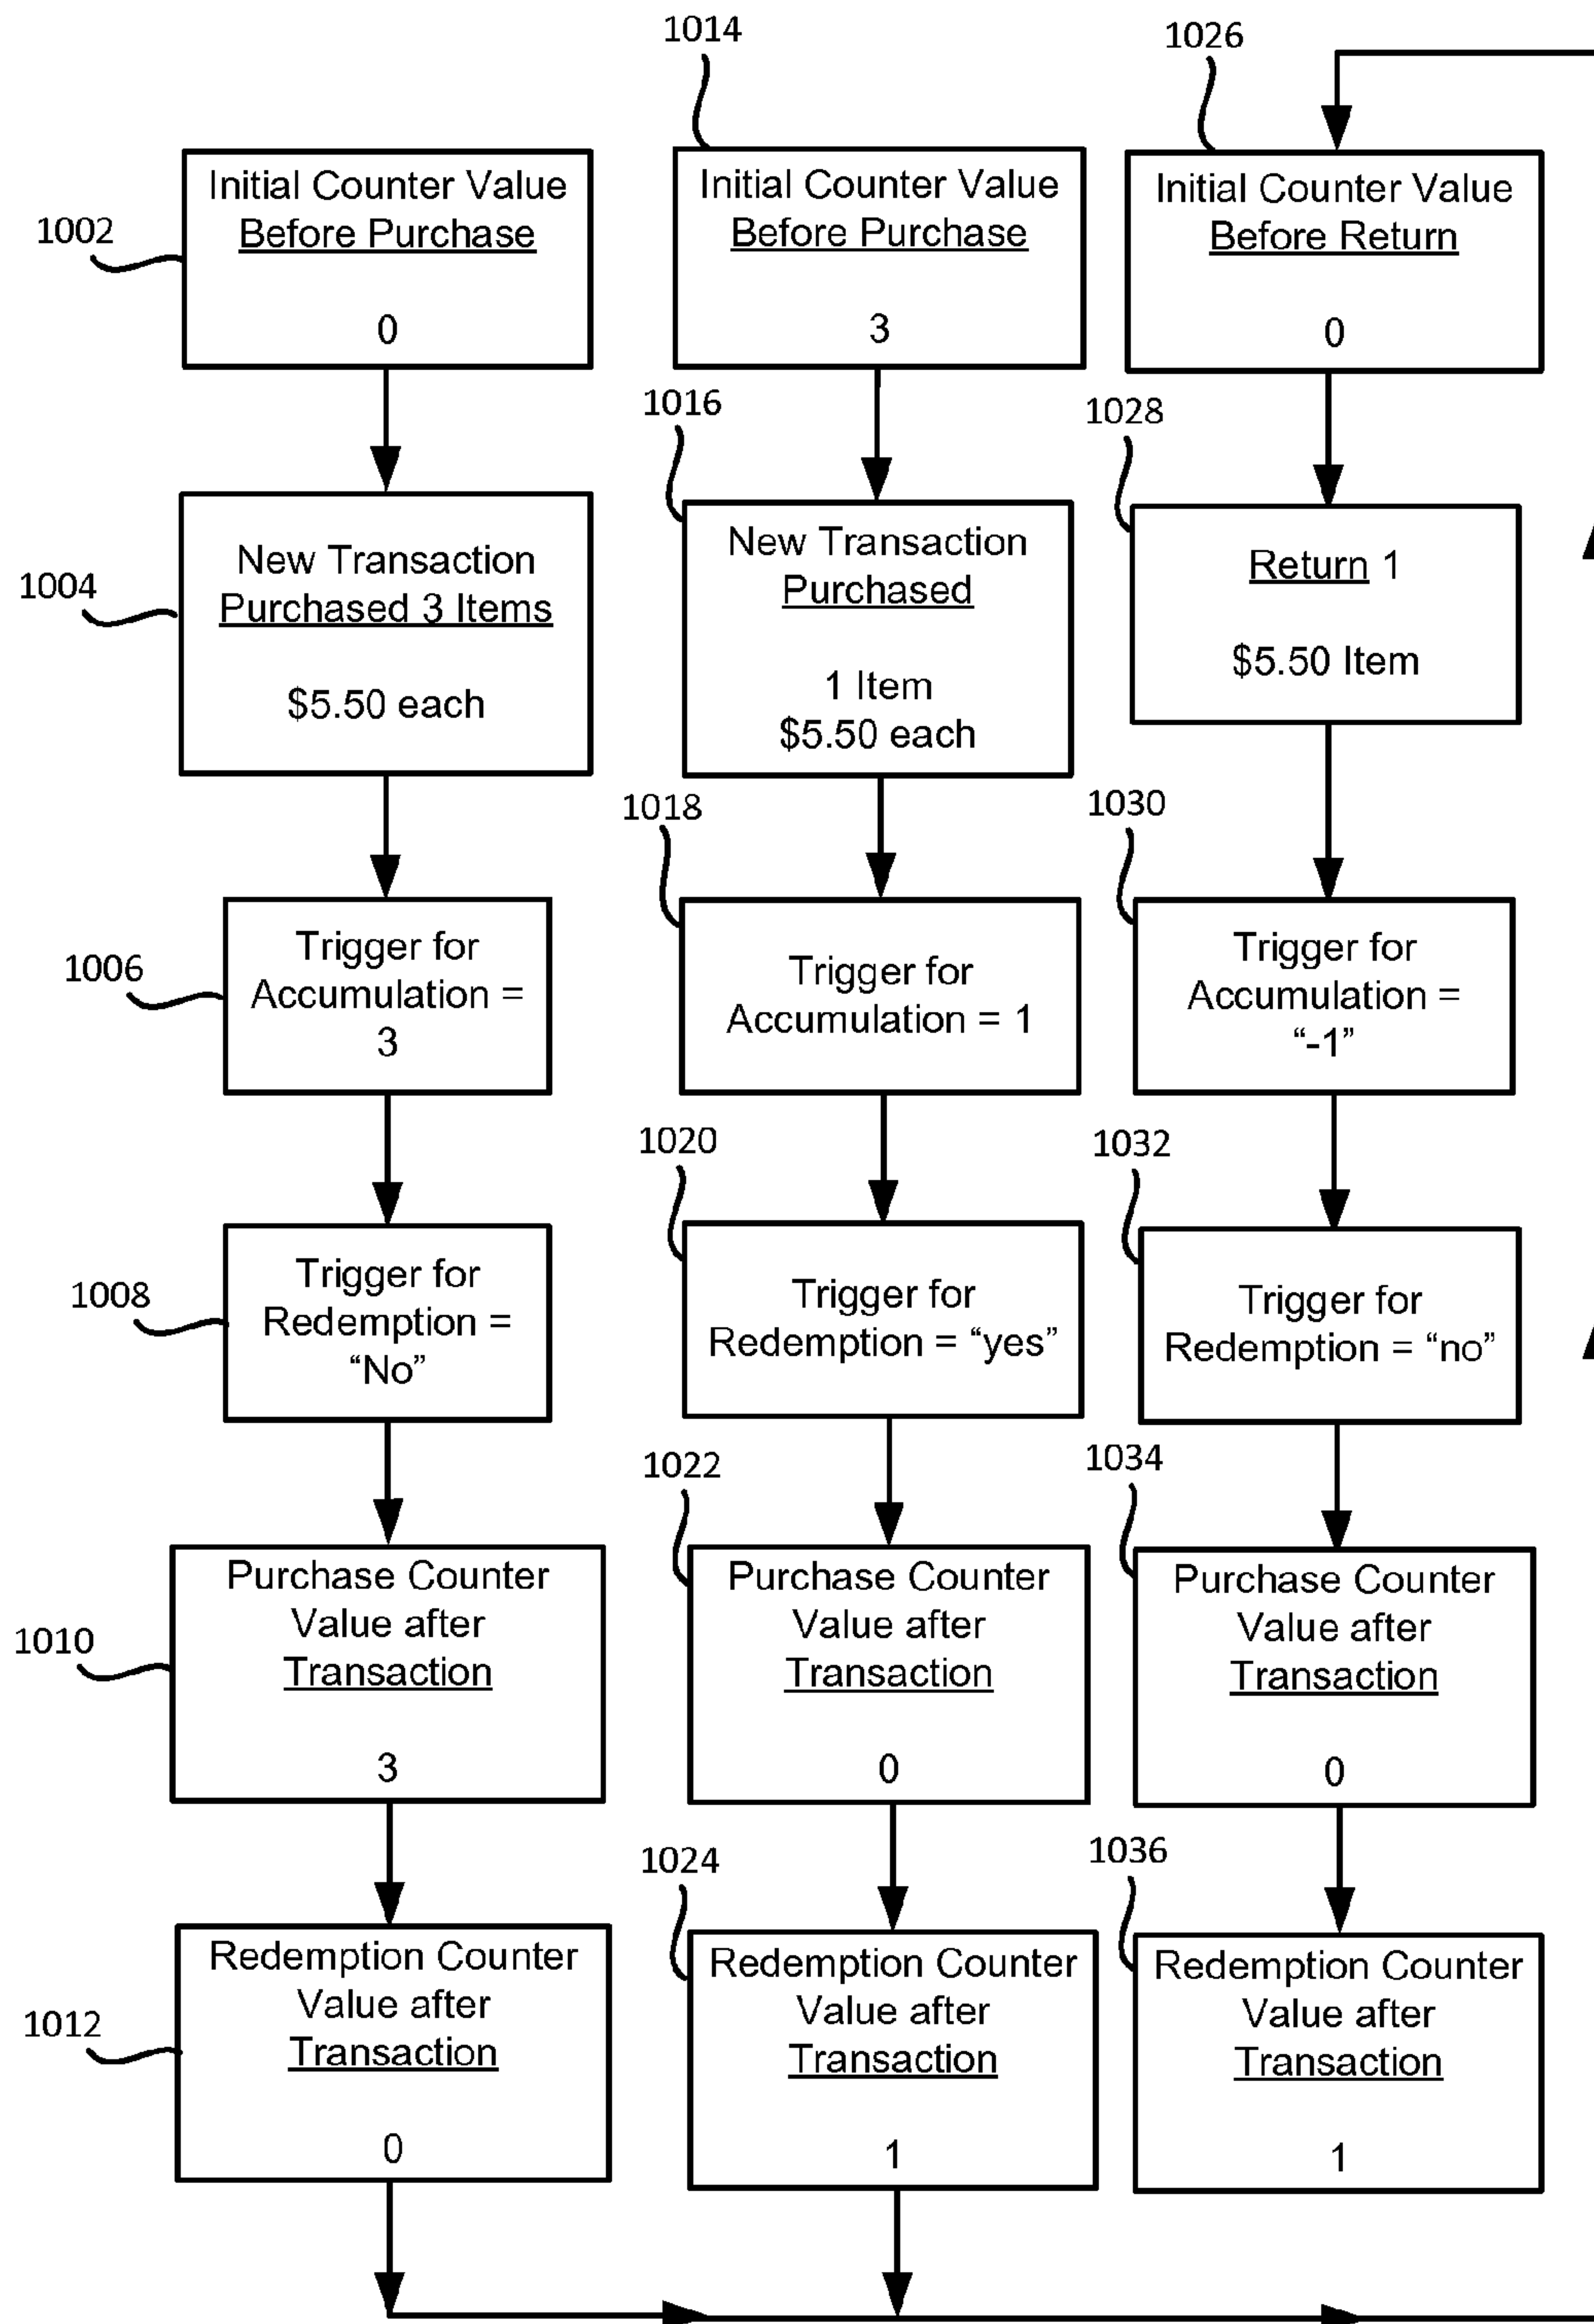 1002
Initial Counter Value
Before Purchase
0
1004
New Transaction
Purchased 3 Items
$5.50 each
1006
Trigger for
Accumulation =
3
1008
Trigger for
Redemption =
“No”
1010
Purchase Counter
Value after
Transaction
3
1012
Redemption Counter
Value after
Transaction
0
1014
Initial Counter Value
Before Purchase
3
1016
New Transaction
Purchased
1 Item
$5.50 each
1018
Trigger for
Accumulation = 1
1020
Trigger for
Redemption = “yes”
1022
Purchase Counter
Value after
Transaction
0
1024
Redemption Counter
Value after
Transaction
1
1026
Initial Counter Value
Before Return
0
1028
Return 1
$5.50 Item
1030
Trigger for
Accumulation =
“-1”
1032
Trigger for
Redemption = “no”
1034
Purchase Counter
Value after
Transaction
0
1036
Redemption Counter
Value after
Transaction
1